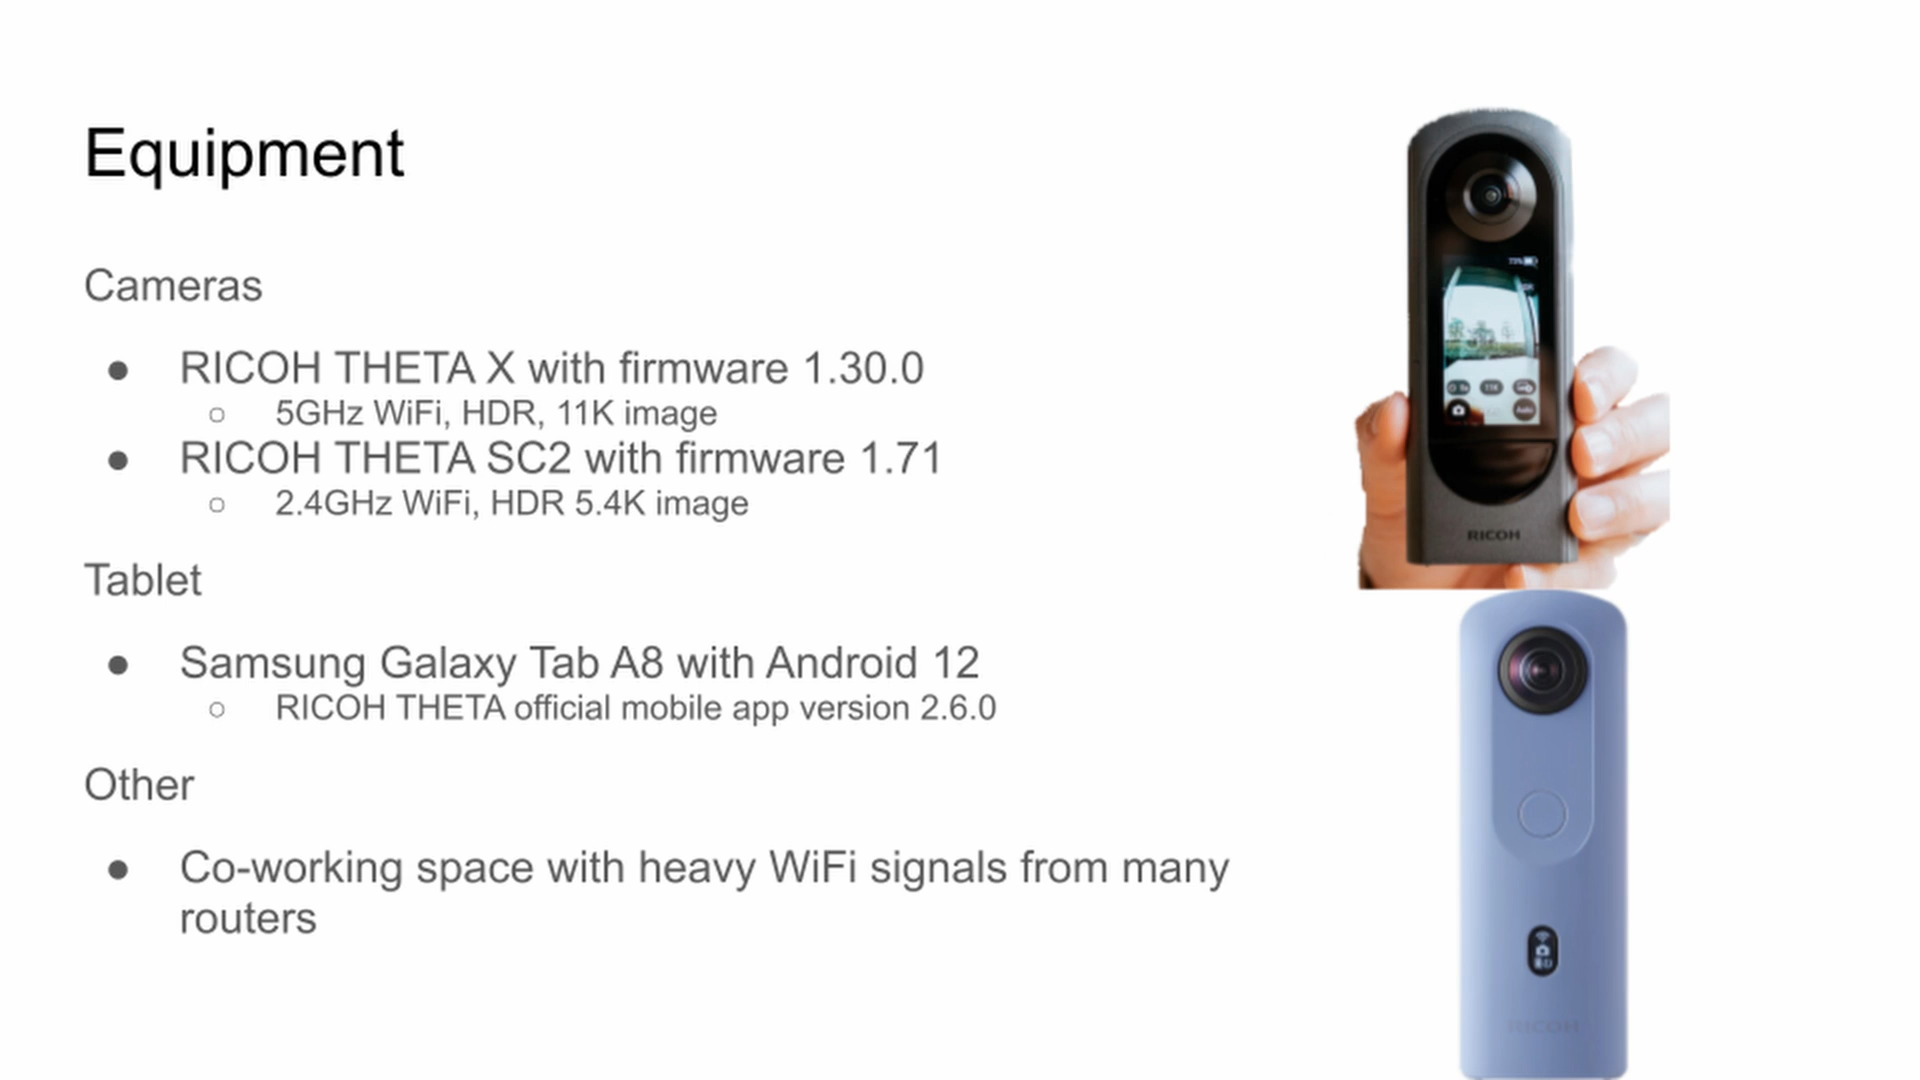 Equipment
Cameras
● RICOH THETA X with firmware 1.30.0
○ 5GHz WiFi, HDR, 11K image
● RICOH THETA SC2 with firmware 1.71
○ 2.4GHz WiFi, HDR 5.4K image
Tablet
● Samsung Galaxy Tab A8 with Android 12
○ RICOH THETA official mobile app version 2.6.0
Other
● Co-working space with heavy WiFi signals from many
routers
RICOH
RICOH